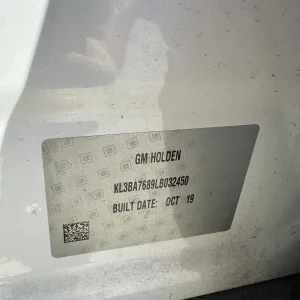 GM HOLDEN
KL3BA7689LB032450
BUILT DATE: OCT 19